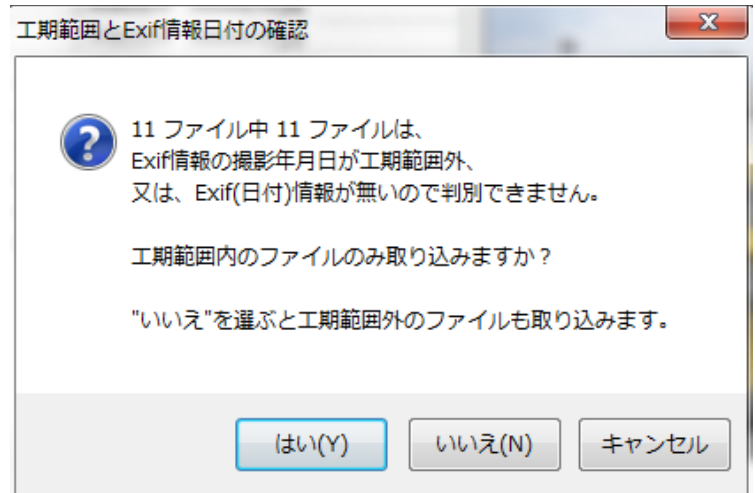 工期範囲とExif情報日付の確認
11 ファイル中 11 ファイルは、
Exif情報の撮影年月日が工期範囲外、
又は、Exif(日付)情報が無いので判別できません。
工期範囲内のファイルのみ取り込みますか？
"いいえ"を選ぶと工期範囲外のファイルも取り込みます。
はい(Y)
いいえ(N)
キャンセル